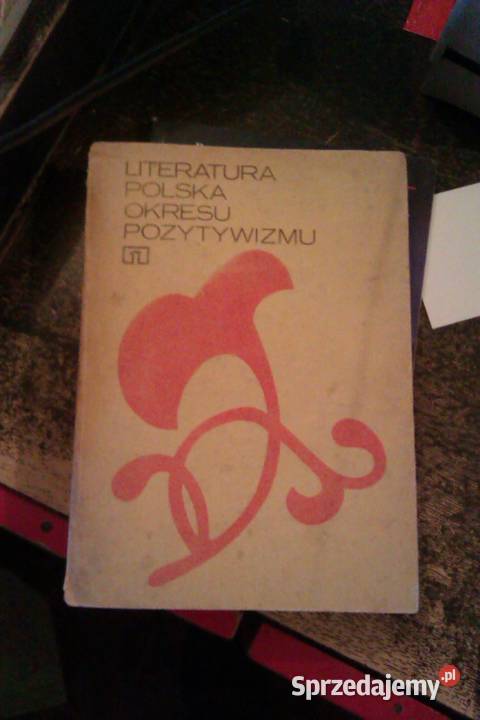 LITERATURA
POLSKA
OKRESU
POZYTYWIZMU
Sprzedajemy.pl